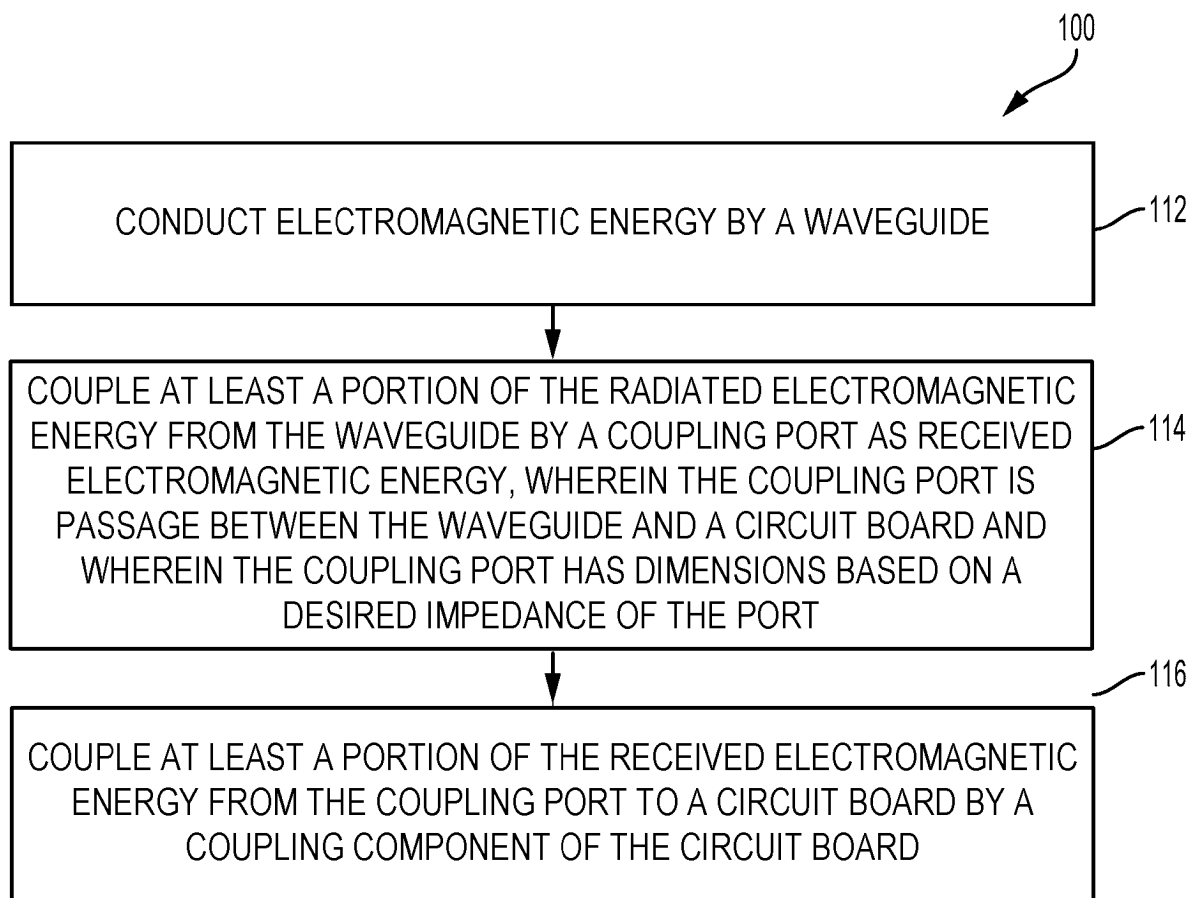 100
CONDUCT ELECTROMAGNETIC ENERGY BY A WAVEGUIDE
112
COUPLE AT LEAST A PORTION OF THE RADIATED ELECTROMAGNETIC
ENERGY FROM THE WAVEGUIDE BY A COUPLING PORT AS RECEIVED
ELECTROMAGNETIC ENERGY, WHEREIN THE COUPLING PORT IS
PASSAGE BETWEEN THE WAVEGUIDE AND A CIRCUIT BOARD AND
WHEREIN THE COUPLING PORT HAS DIMENSIONS BASED ON A
DESIRED IMPEDANCE OF THE PORT
114
116
COUPLE AT LEAST A PORTION OF THE RECEIVED ELECTROMAGNETIC
ENERGY FROM THE COUPLING PORT TO A CIRCUIT BOARD BY A
COUPLING COMPONENT OF THE CIRCUIT BOARD